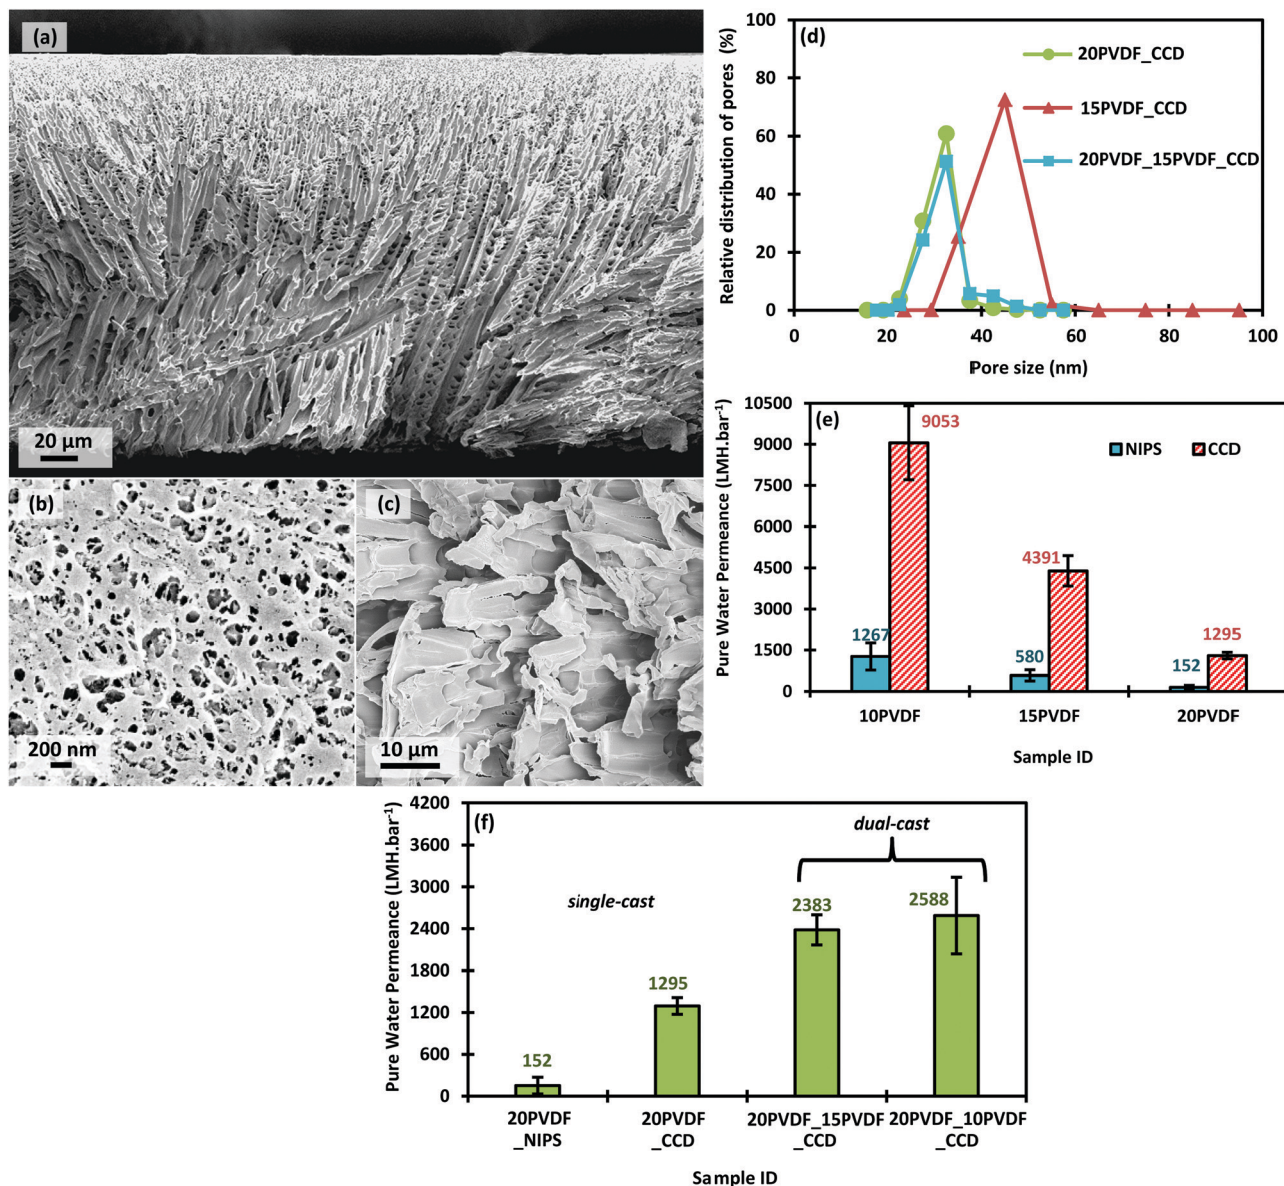 (a)
20 µm
(b)
200 nm
(c)
10 µm
(d)
Relative distribution of pores (%)
100
80
60
40
20
0
0
20
40
60
80
100
Pore size (nm)
20PVDF_CCD
15PVDF_CCD
20PVDF_15PVDF_CCD
(e)
Pure Water Permeance (LMH.bar⁻¹)
10500
9000
7500
6000
4500
3000
1500
0
NIPS
CCD
1267
9053
580
4391
152
1295
10PVDF
15PVDF
20PVDF
Sample ID
(f)
Pure Water Permeance (LMH.bar⁻¹)
4200
3600
3000
2400
1800
1200
600
0
single-cast
dual-cast
152
1295
2383
2588
20PVDF
_NIPS
20PVDF
_CCD
20PVDF_15PVDF
_CCD
20PVDF_10PVDF
_CCD
Sample ID